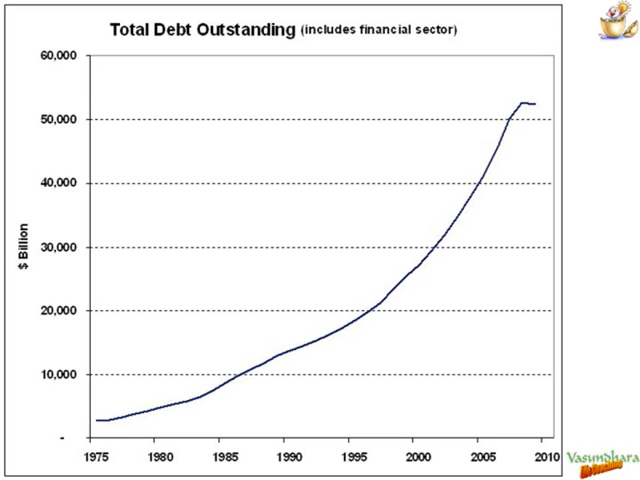 Total Debt Outstanding (includes financial sector)
60,000
50,000
40,000
30,000
20,000
10,000
-
$ Billion
1975 1980 1985 1990 1995 2000 2005 2010
Vasundhara